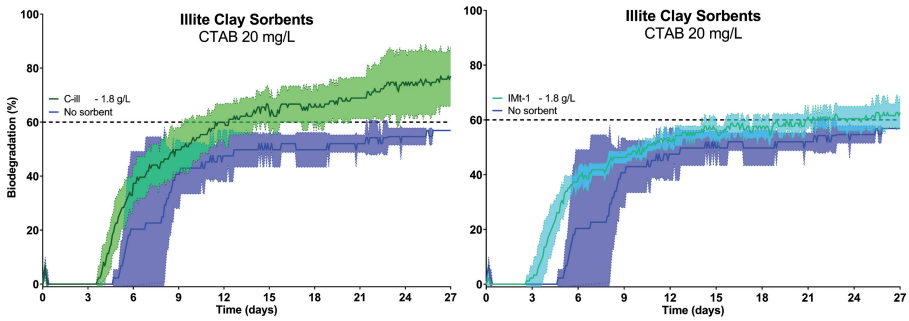 Illite Clay Sorbents
CTAB 20 mg/L
100
80
60
40
20
0
Biodegradation (%)
C-ill - 1.8 g/L
No sorbent
0 3 6 9 12 15 18 21 24 27
Time (days)
Illite Clay Sorbents
CTAB 20 mg/L
100
80
60
40
20
0
IMt-1 - 1.8 g/L
No sorbent
0 3 6 9 12 15 18 21 24 27
Time (days)